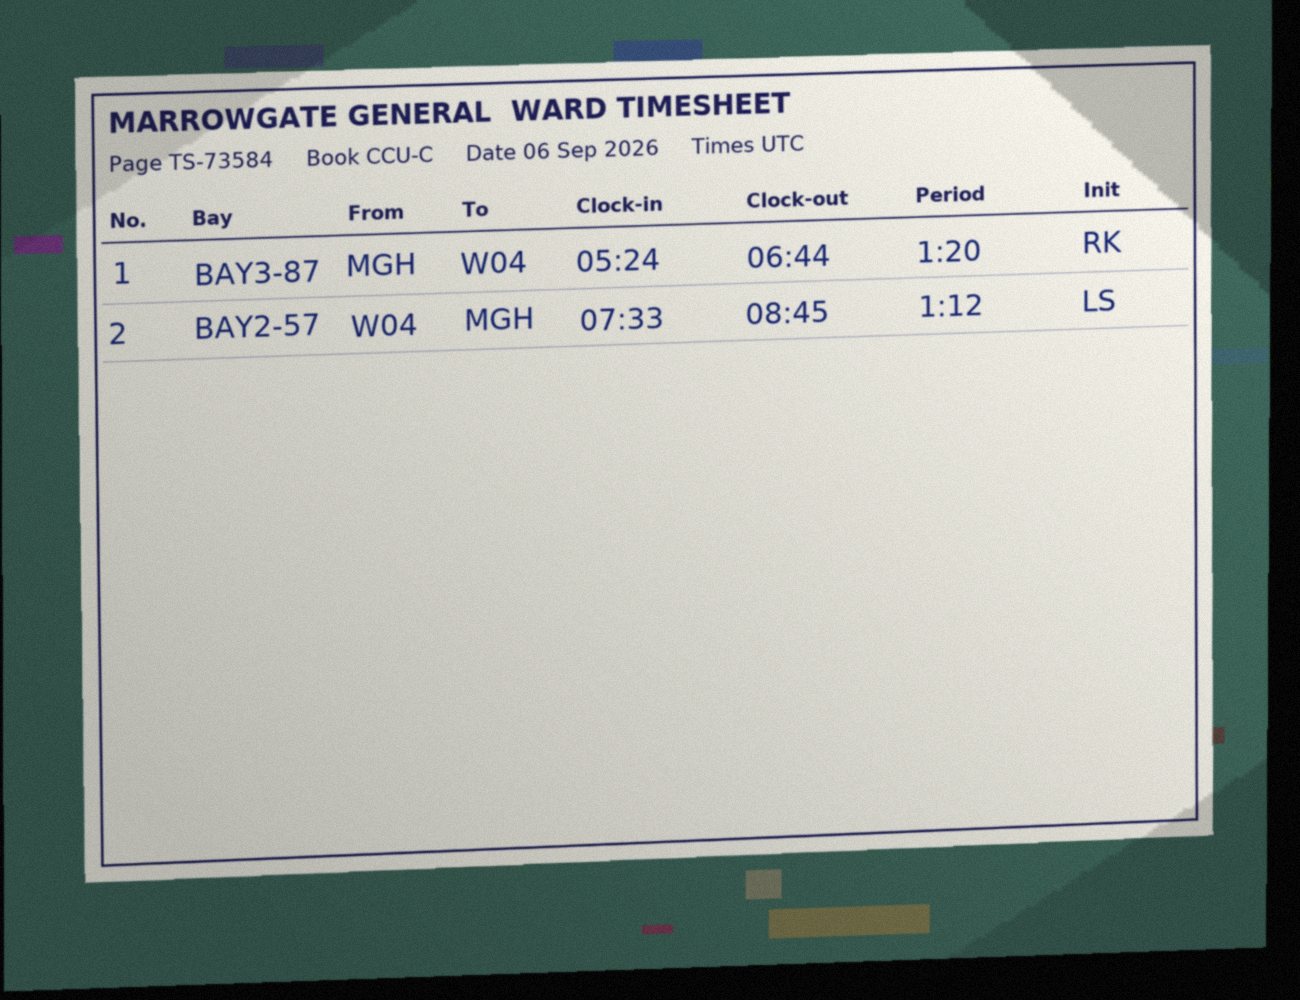 MARROWGATE GENERAL WARD TIMESHEET
Page TS-73584 Book CCU-C Date 06 Sep 2026 Times UTC
No. Bay From To Clock-in Clock-out Period Init
1 BAY3-87 MGH W04 05:24 06:44 1:20 RK
2 BAY2-57 W04 MGH 07:33 08:45 1:12 LS